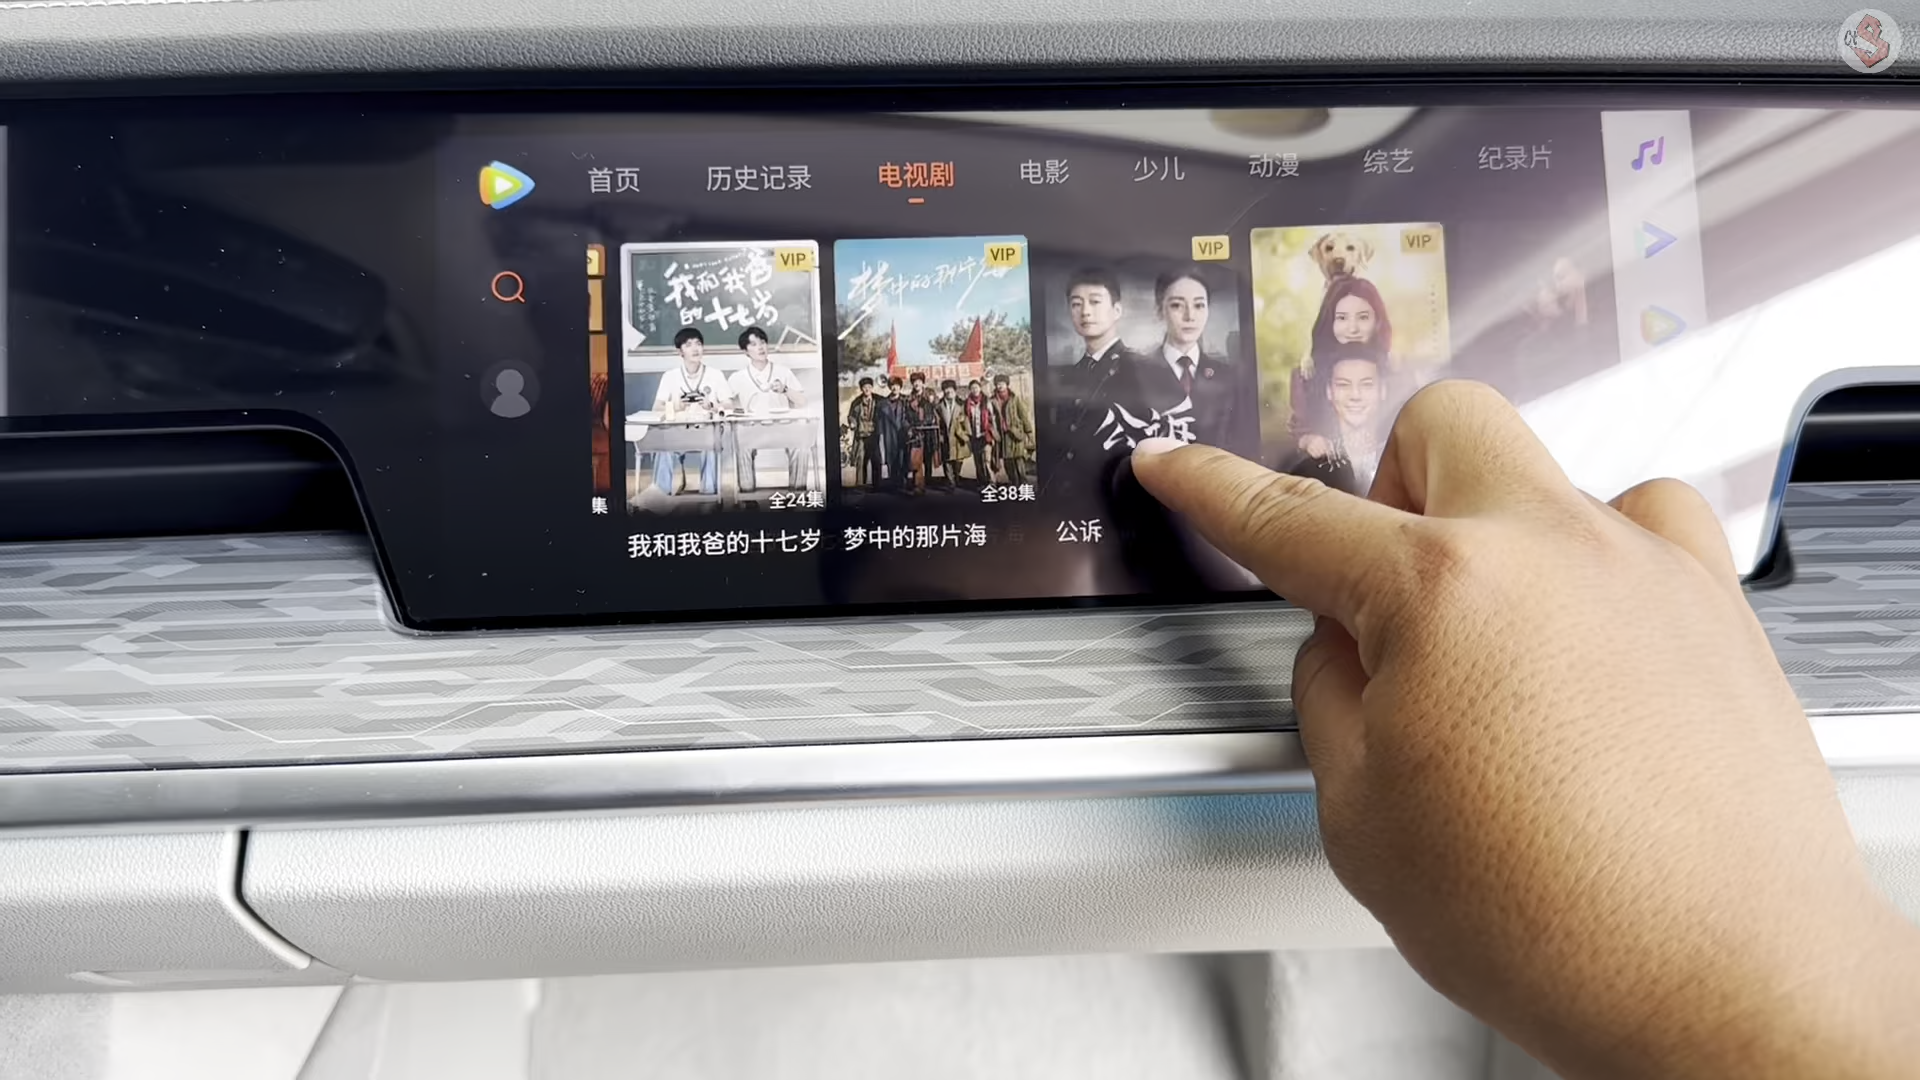 首页 历史记录 电视剧 电影 少儿 动漫 综艺 纪录片
VIP VIP VIP VIP
我和我爸
的十七岁
梦中的那片海
公诉
集 全24集 全38集
我和我爸的十七岁 梦中的那片海 公诉